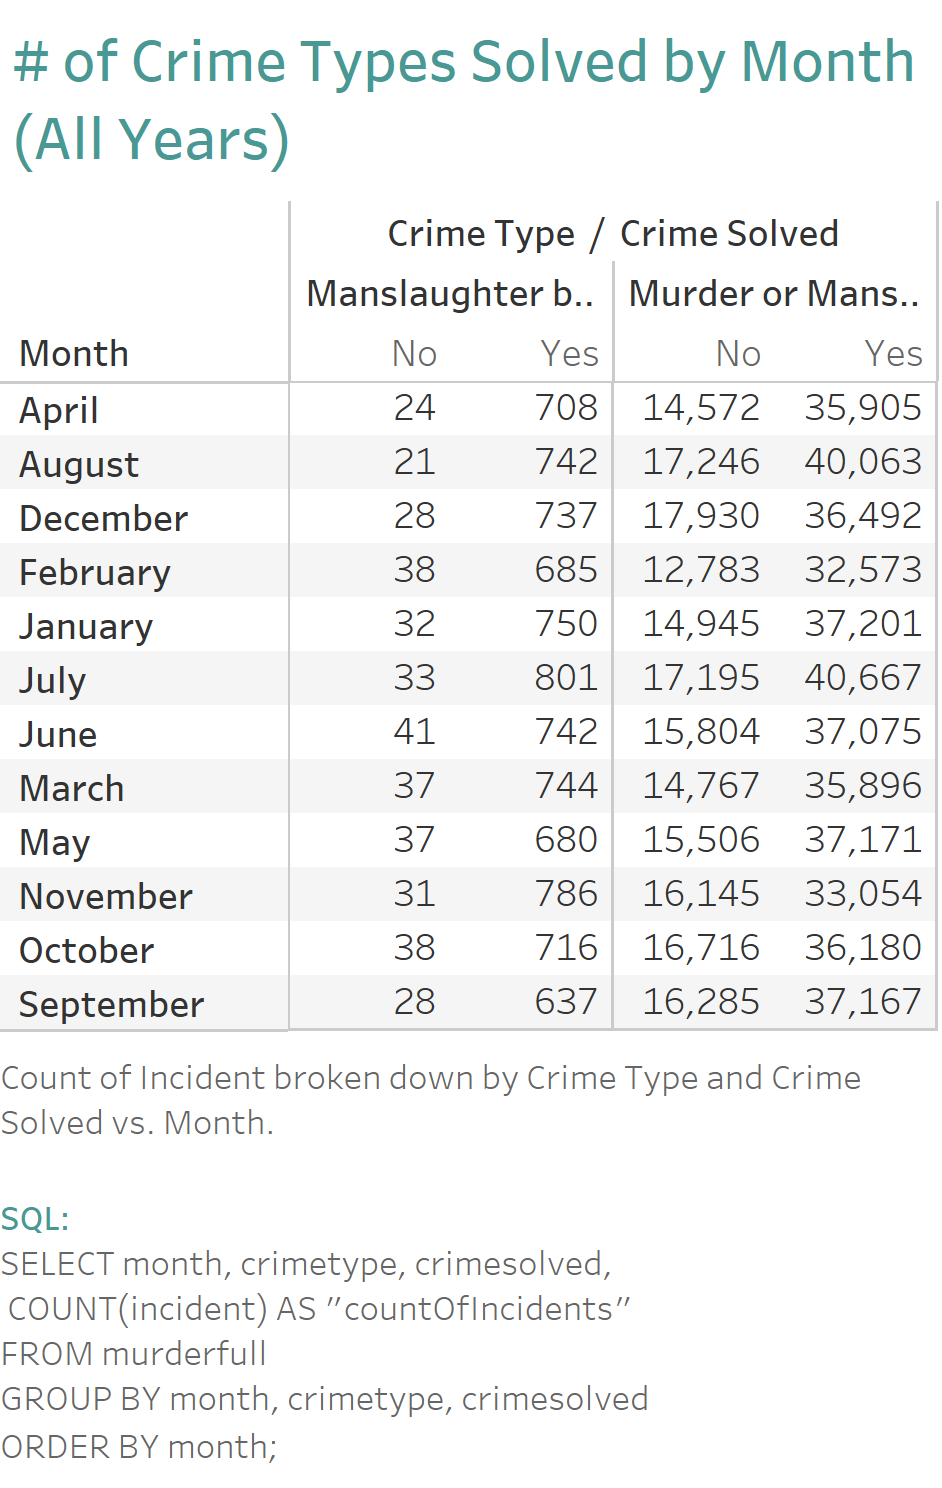 # of Crime Types Solved by Month
(All Years)
Crime Type / Crime Solved
Manslaughter b.. Murder or Mans..
Month No Yes No Yes
April 24 708 14,572 35,905
August 21 742 17,246 40,063
December 28 737 17,930 36,492
February 38 685 12,783 32,573
January 32 750 14,945 37,201
July 33 801 17,195 40,667
June 41 742 15,804 37,075
March 37 744 14,767 35,896
May 37 680 15,506 37,171
November 31 786 16,145 33,054
October 38 716 16,716 36,180
September 28 637 16,285 37,167
Count of Incident broken down by Crime Type and Crime
Solved vs. Month.
SQL:
SELECT month, crimetype, crimesolved,
COUNT(incident) AS "countOfIncidents"
FROM murderfull
GROUP BY month, crimetype, crimesolved
ORDER BY month;